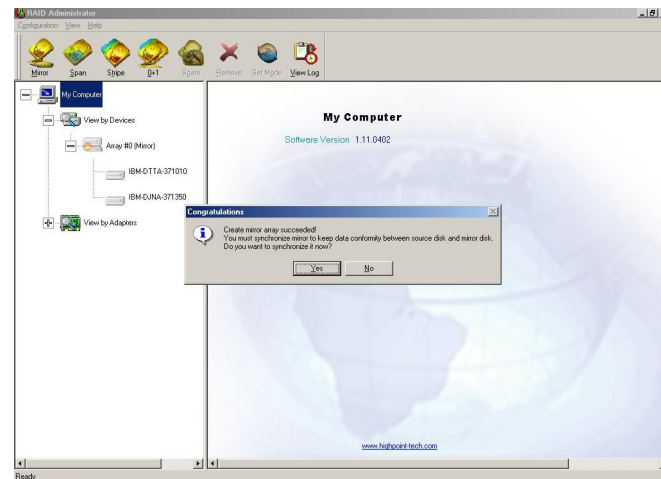 RAID Administrator
Configuration View Help
Mirror Span Stripe 0+1 Spare Remove Set Mode View Log
My Computer
View by Devices
Array #0 (Mirror)
IBM-DTTA-371010
IBM-DJNA-371350
View by Adapters
My Computer
Software Version 1.11.0402
Congratulations
Create mirror array succeeded!
You must synchronize mirror to keep data conformity between source disk and mirror disk.
Do you want to synchronize it now?
Yes No
www.highpoint-tech.com
Ready